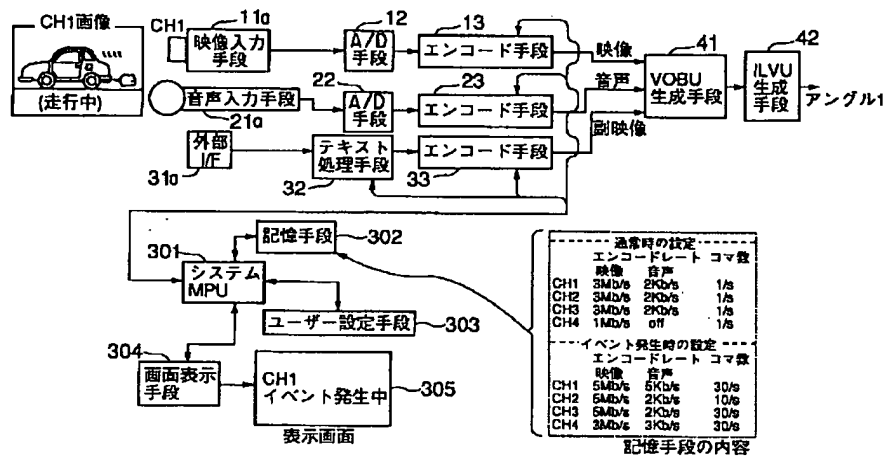 CH1画像
(走行中)
CH1
11a
映像入力
手段
12
A/D
手段
13
エンコード手段
映像
21a
音声入力手段
22
A/D
手段
23
エンコード手段
音声
31a
外部
I/F
32
テキスト
処理手段
33
エンコード手段
副映像
41
VOBU
生成手段
42
ILVU
生成
手段
アングル1
301
システム
MPU
302
記憶手段
303
ユーザー設定手段
304
画面表示
手段
305
CH1
イベント発生中
表示画面
通常時の設定
エンコードレート コマ数
映像 音声
CH1 3Mb/s 2Kb/s 1/s
CH2 3Mb/s 2Kb/s 1/s
CH3 3Mb/s 2Kb/s 1/s
CH4 1Mb/s off 1/s
イベント発生時の設定
エンコードレート コマ数
映像 音声
CH1 5Mb/s 5Kb/s 30/s
CH2 5Mb/s 2Kb/s 10/s
CH3 5Mb/s 2Kb/s 30/s
CH4 3Mb/s 3Kb/s 30/s
記憶手段の内容